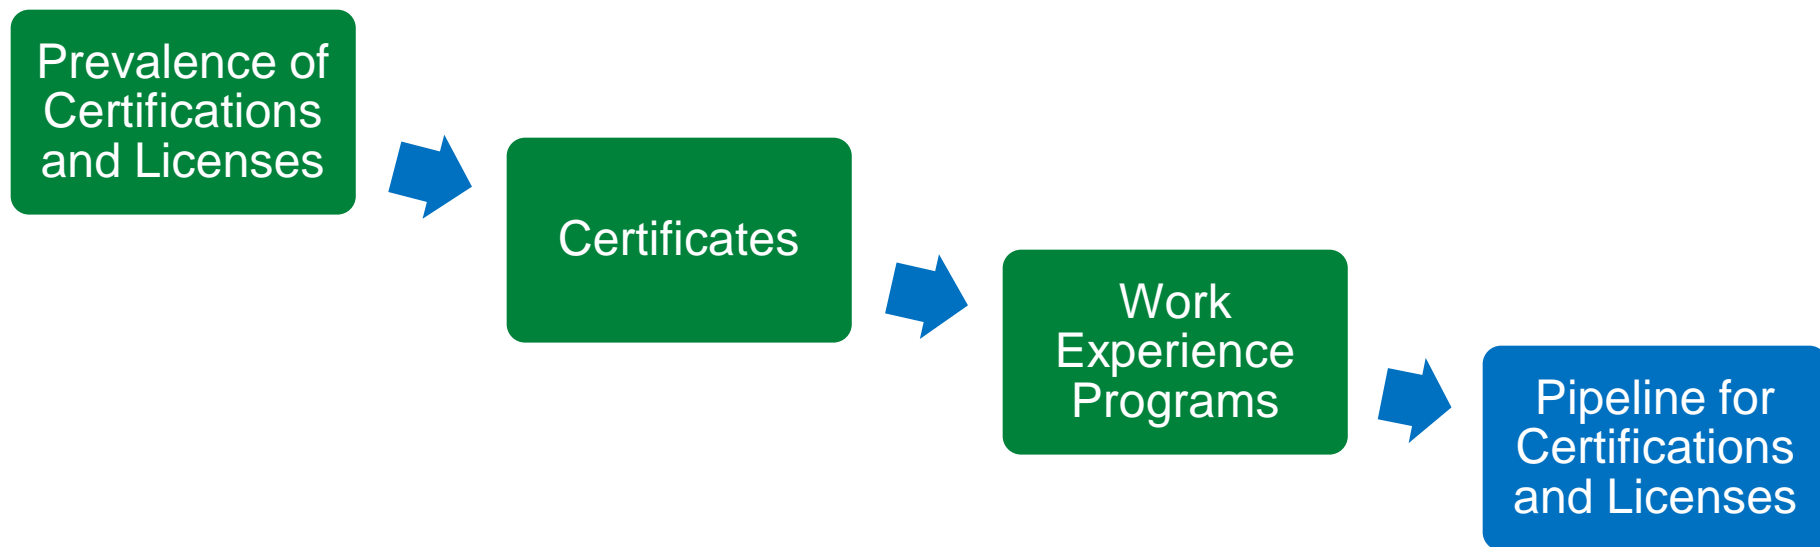 Prevalence of
Certifications
and Licenses
Certificates
Work
Experience
Programs
Pipeline for
Certifications
and Licenses